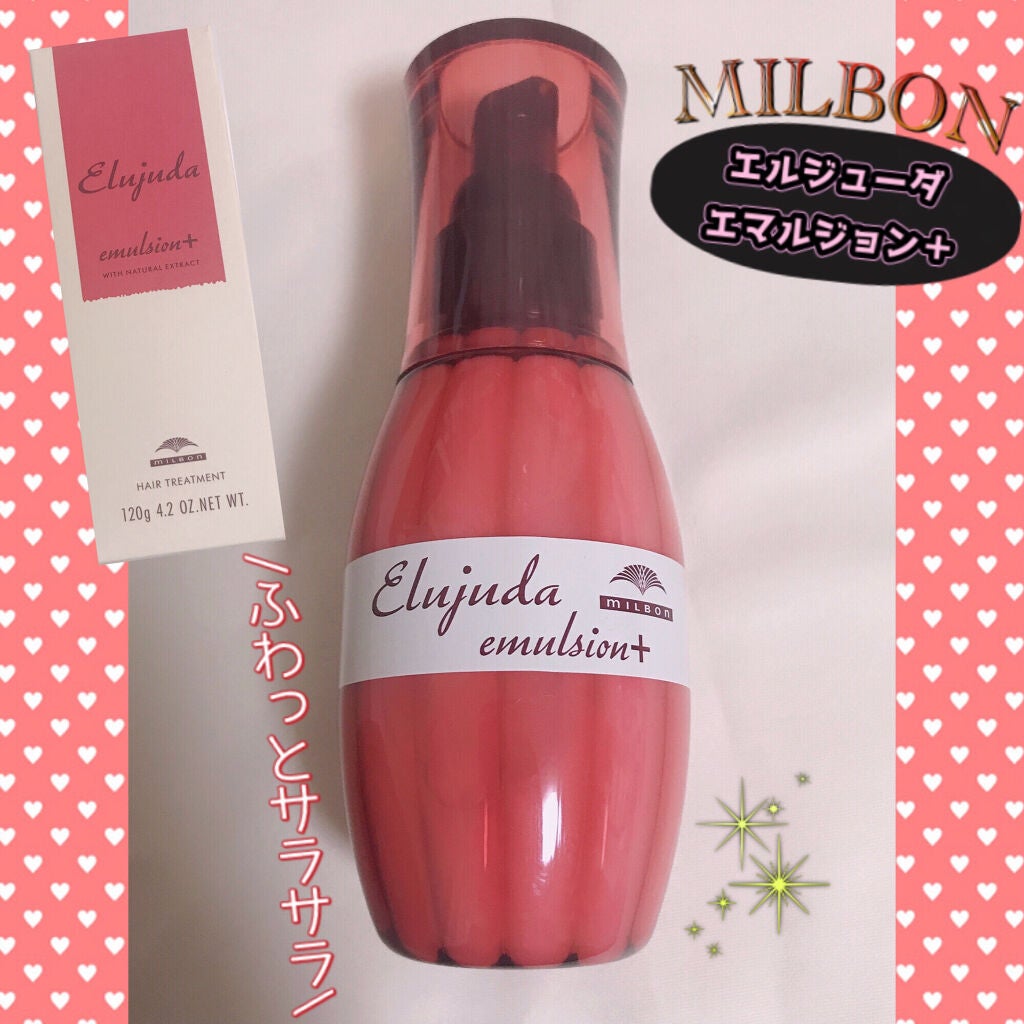 Elujuda
emulsion+
WITH NATURAL EXTRACT
MILBON
HAIR TREATMENT
120g 4.2 OZ.NET WT.
MILBON
エルジューダ
エマルジョン＋
Elujuda
MILBON
emulsion+
\ふわっとサラサラ/